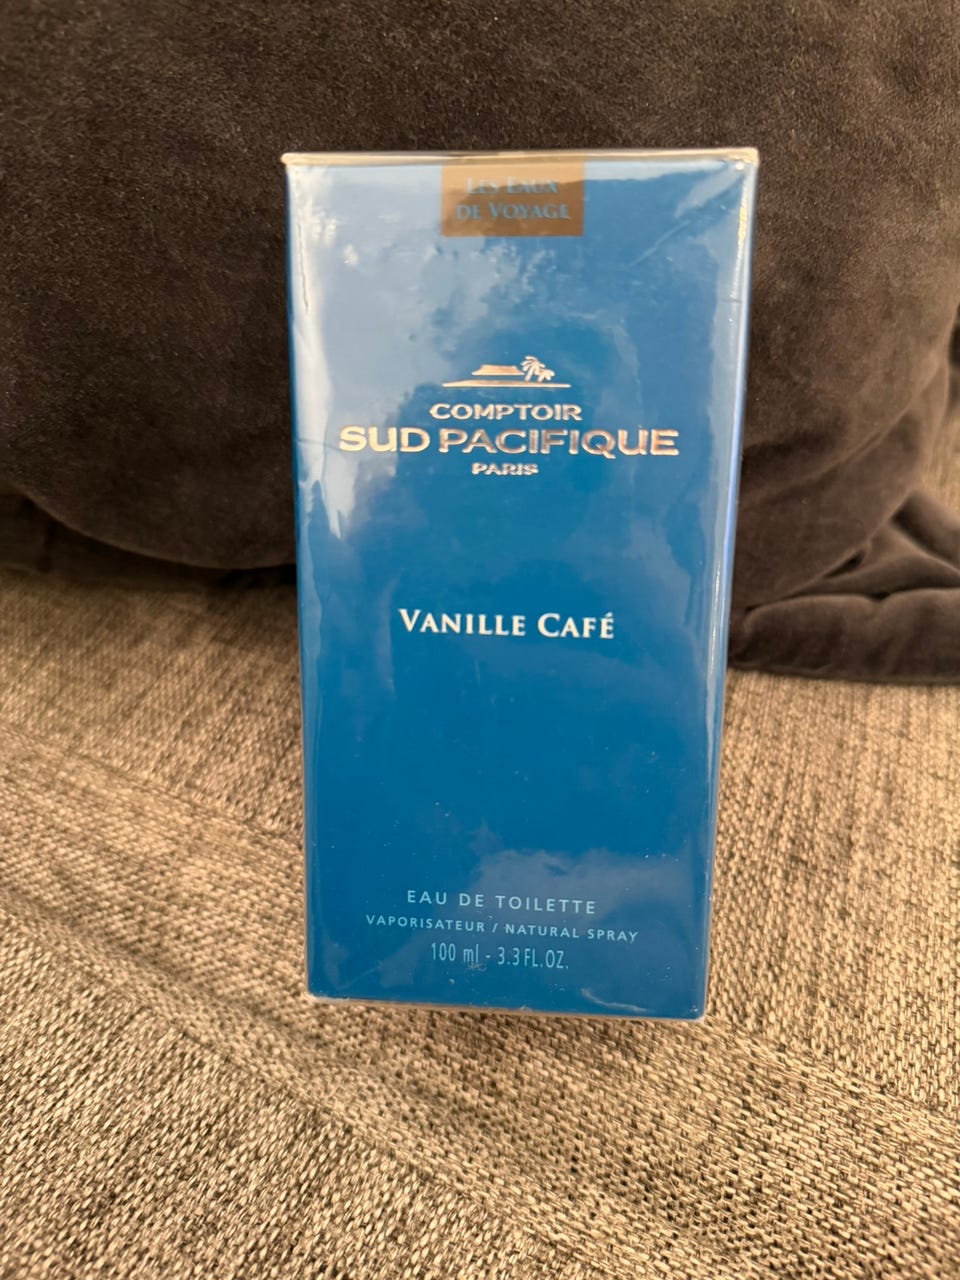 LES EAUX
DE VOYAGE
COMPTOIR
SUD PACIFIQUE
PARIS
VANILLE CAFÉ
EAU DE TOILETTE
VAPORISATEUR / NATURAL SPRAY
100 ml - 3.3 FL.OZ.